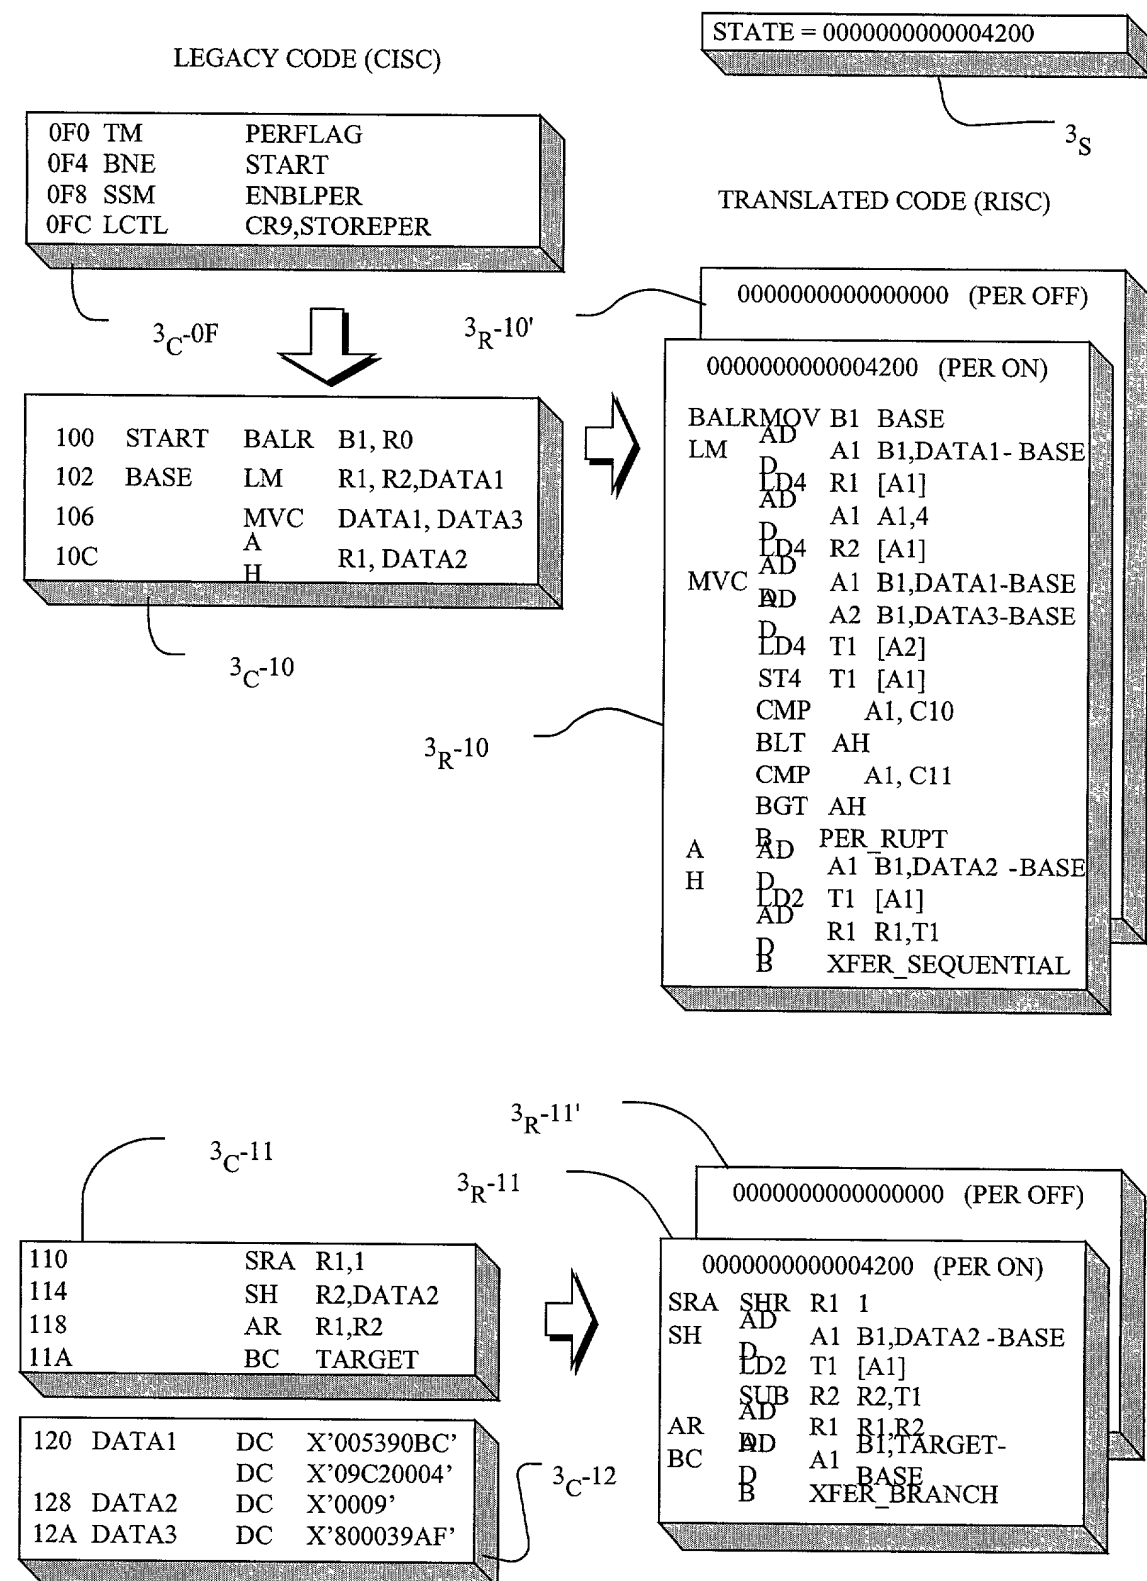 STATE = 0000000000004200
LEGACY CODE (CISC)
3S
0F0 TM PERFLAG
0F4 BNE START
0F8 SSM ENBLPER
0FC LCTL CR9,STOREPER
TRANSLATED CODE (RISC)
3C-0F
3R-10'
0000000000000000 (PER OFF)
100 START BALR B1, R0
102 BASE LM R1, R2,DATA1
106 MVC DATA1, DATA3
10C AH R1, DATA2
3C-10
3R-10
0000000000004200 (PER ON)
BALR MOV B1 BASE
LM ADD A1 B1,DATA1- BASE
LD4 R1 [A1]
ADD A1 A1,4
LD4 R2 [A1]
MVC ADD A1 B1,DATA1-BASE
ADD A2 B1,DATA3-BASE
LD4 T1 [A2]
ST4 T1 [A1]
CMP A1, C10
BLT AH
CMP A1, C11
BGT AH
B PER_RUPT
AH ADD A1 B1,DATA2 -BASE
LD2 T1 [A1]
ADD R1 R1,T1
B XFER_SEQUENTIAL
3R-11'
3C-11
3R-11
0000000000000000 (PER OFF)
110 SRA R1,1
114 SH R2,DATA2
118 AR R1,R2
11A BC TARGET
0000000000004200 (PER ON)
SRA SHR R1 1
SH ADD A1 B1,DATA2 -BASE
LD2 T1 [A1]
SUB R2 R2,T1
AR ADD R1 R1,R2
BC ADD A1 B1,TARGET-
BASE
B XFER_BRANCH
120 DATA1 DC X'005390BC'
DC X'09C20004'
128 DATA2 DC X'0009'
12A DATA3 DC X'800039AF'
3C-12